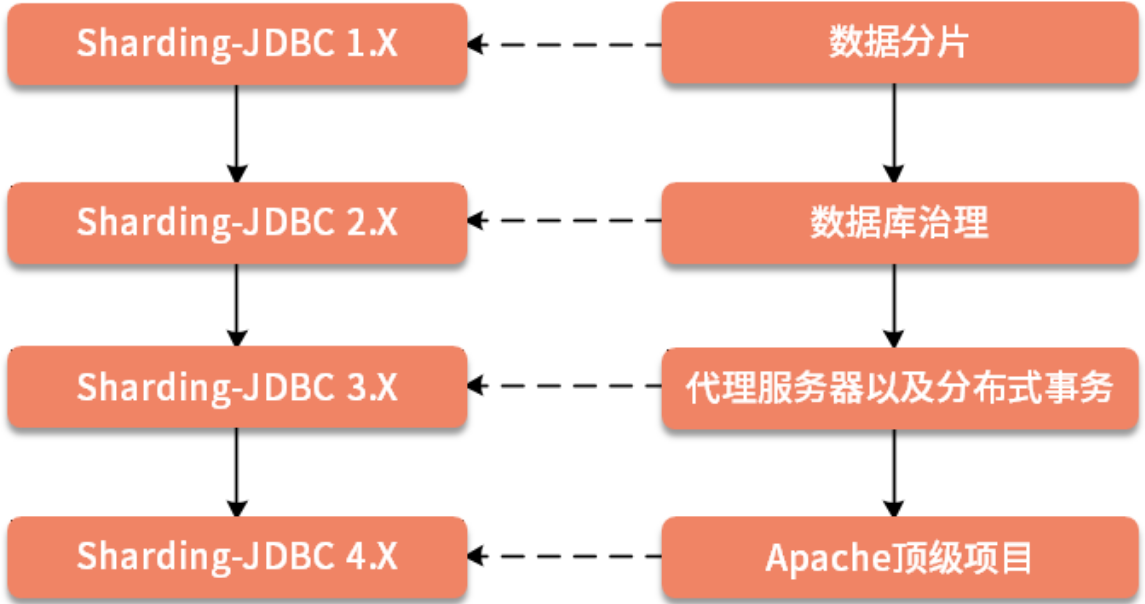 Sharding-JDBC 1.X
数据分片
Sharding-JDBC 2.X
数据库治理
Sharding-JDBC 3.X
代理服务器以及分布式事务
Sharding-JDBC 4.X
Apache顶级项目